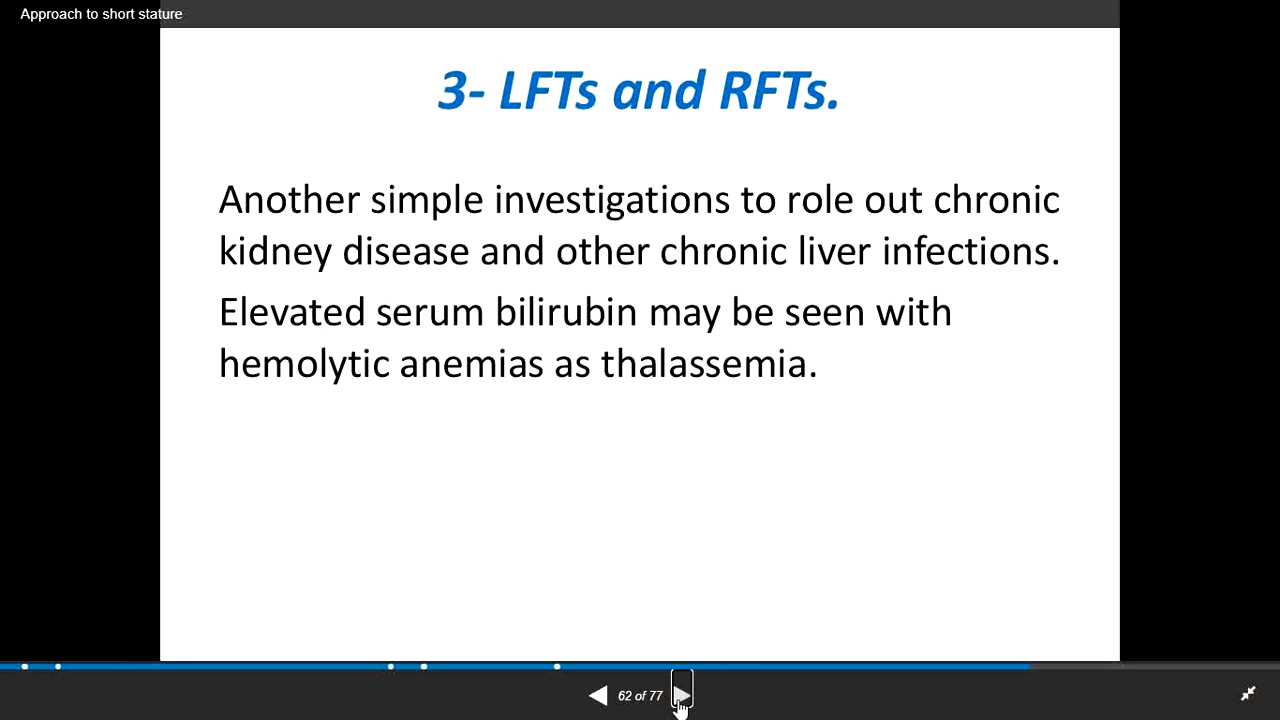 Approach to short stature
3- LFTs and RFTs.
Another simple investigations to role out chronic
kidney disease and other chronic liver infections.
Elevated serum bilirubin may be seen with
hemolytic anemias as thalassemia.
62 of 77